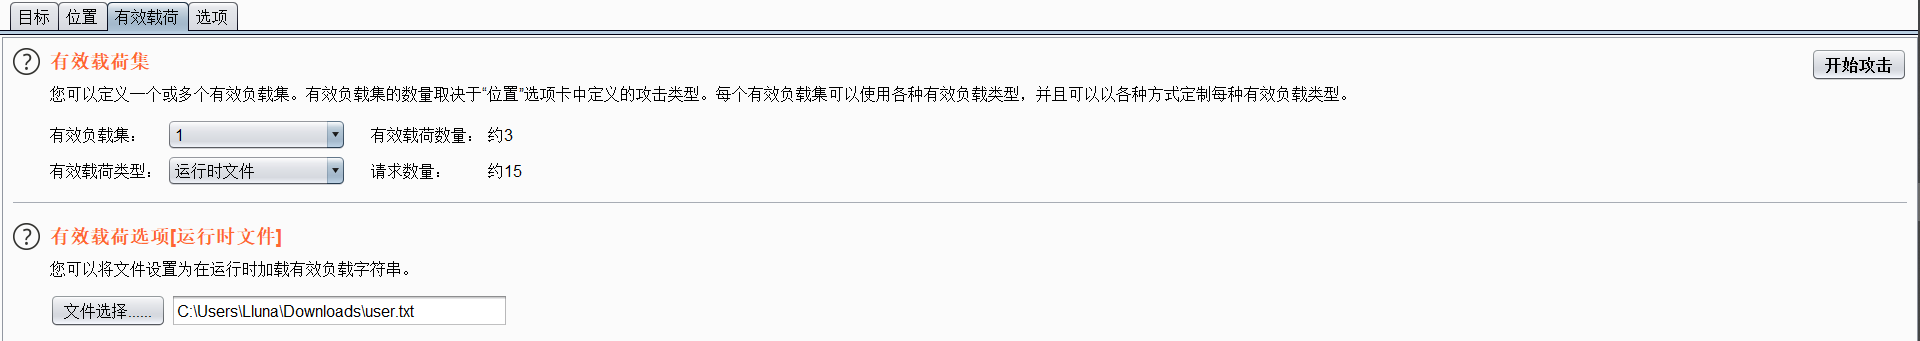 目标 位置 有效载荷 选项
? 有效载荷集 开始攻击
您可以定义一个或多个有效负载集。有效负载集的数量取决于“位置”选项卡中定义的攻击类型。每个有效负载集可以使用各种有效负载类型，并且可以以各种方式定制每种有效负载类型。
有效负载集： 1 有效载荷数量： 约3
有效载荷类型： 运行时文件 请求数量： 约15
? 有效载荷选项[运行时文件]
您可以将文件设置为在运行时加载有效负载字符串。
文件选择...... C:\Users\Lluna\Downloads\user.txt